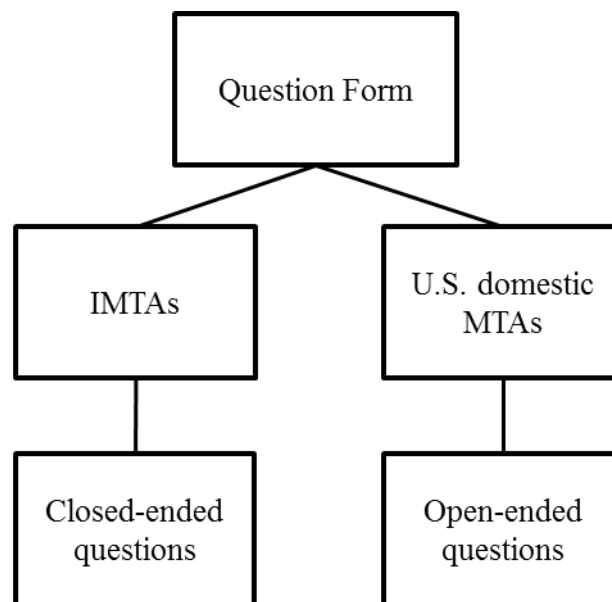 Question Form
IMTAs
U.S. domestic
MTAs
Closed-ended
questions
Open-ended
questions